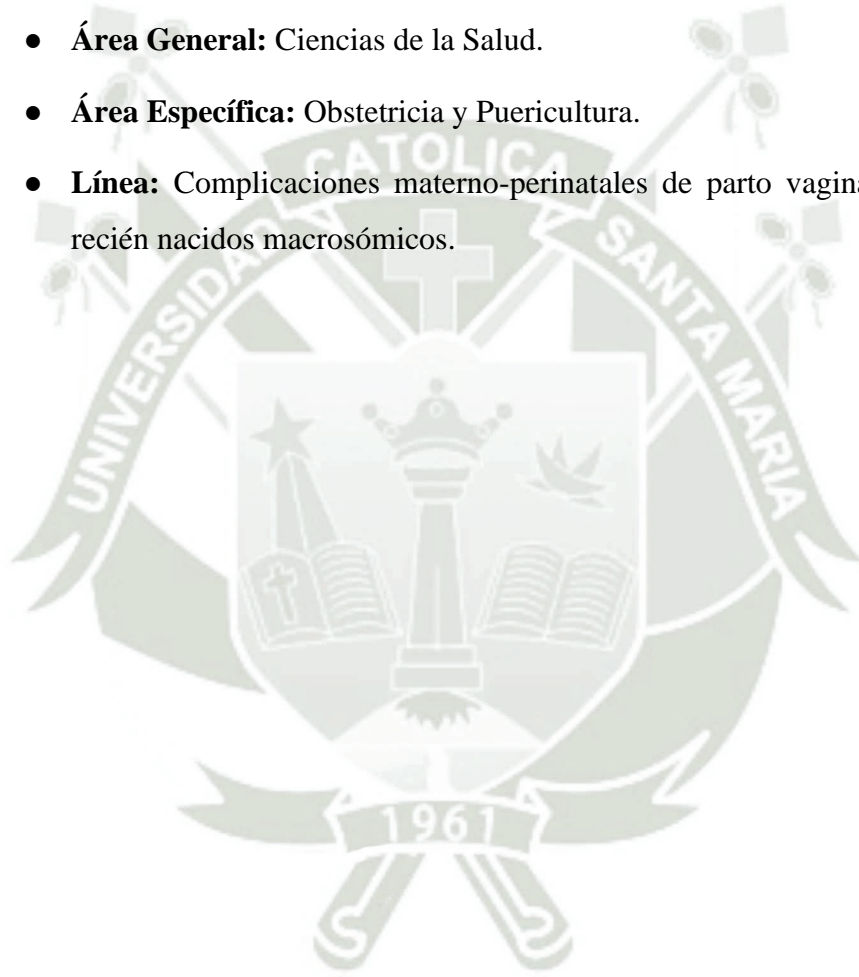 ● Área General: Ciencias de la Salud.
● Área Específica: Obstetricia y Puericultura.
● Línea: Complicaciones materno-perinatales de parto
recién nacidos macrosómicos.
UNIVERSIDAD CATOLICA SANTA MARIA
1961